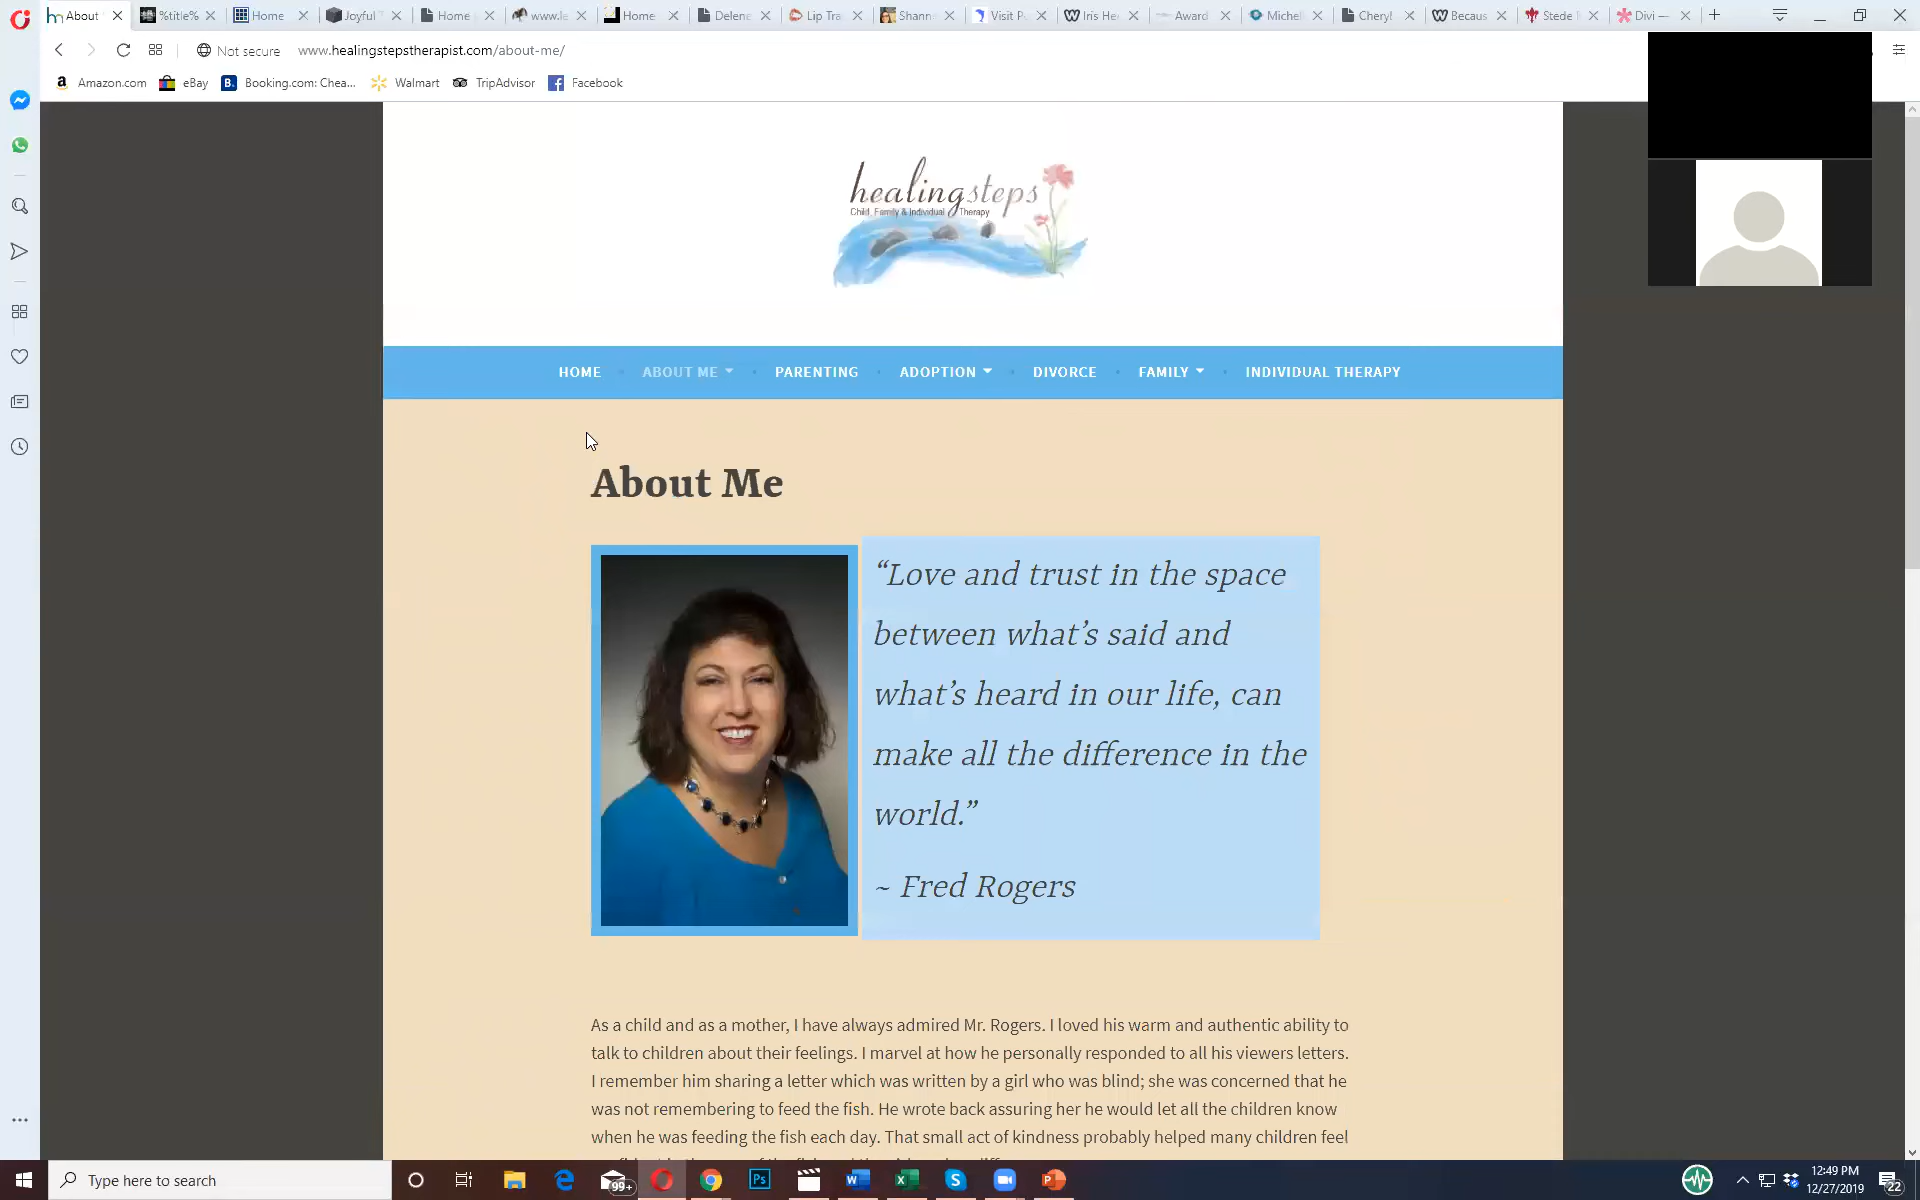 About
%title%
Home
Joyful
Home
www.le
Home
Delene
Lip Tra
Shann
Visit P
Iris He
Award
Michel
Cheryl
Becaus
Stede
Divi —
Not secure
www.healingstepstherapist.com/about-me/
Amazon.com
eBay
Booking.com: Chea...
Walmart
TripAdvisor
Facebook
healingsteps
Child, Family & Individual Therapy
HOME
ABOUT ME
PARENTING
ADOPTION
DIVORCE
FAMILY
INDIVIDUAL THERAPY
About Me
“Love and trust in the space
between what’s said and
what’s heard in our life, can
make all the difference in the
world.”
~ Fred Rogers
As a child and as a mother, I have always admired Mr. Rogers. I loved his warm and authentic ability to
talk to children about their feelings. I marvel at how he personally responded to all his viewers letters.
I remember him sharing a letter which was written by a girl who was blind; she was concerned that he
was not remembering to feed the fish. He wrote back assuring her he would let all the children know
when he was feeding the fish each day. That small act of kindness probably helped many children feel
Type here to search
99+
12:49 PM
12/27/2019
22